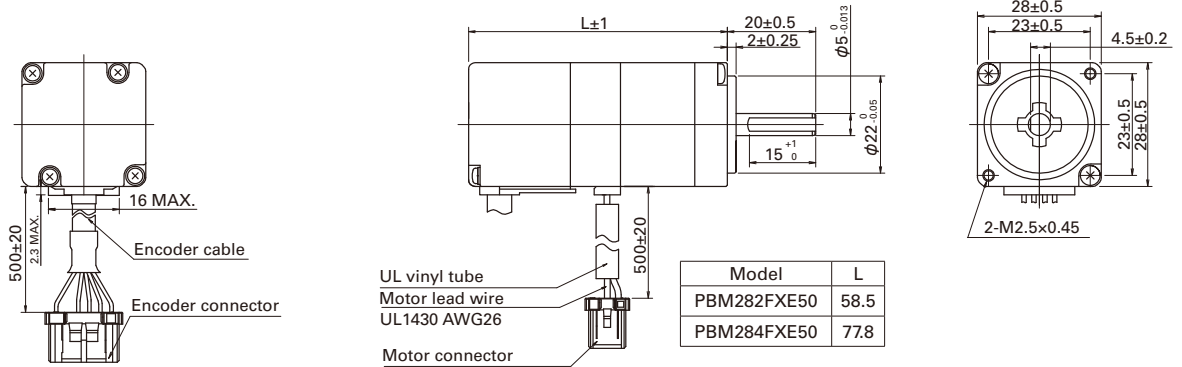 500±20
2.3 MAX.
16 MAX.
Encoder cable
Encoder connector
L±1
20±0.5
2±0.25
ϕ5 0 -0.013
ϕ22 0 -0.05
15 +1 0
500±20
UL vinyl tube
Motor lead wire
UL1430 AWG26
Motor connector
Model L
PBM282FXE50 58.5
PBM284FXE50 77.8
28±0.5
23±0.5
4.5±0.2
23±0.5
28±0.5
2-M2.5×0.45